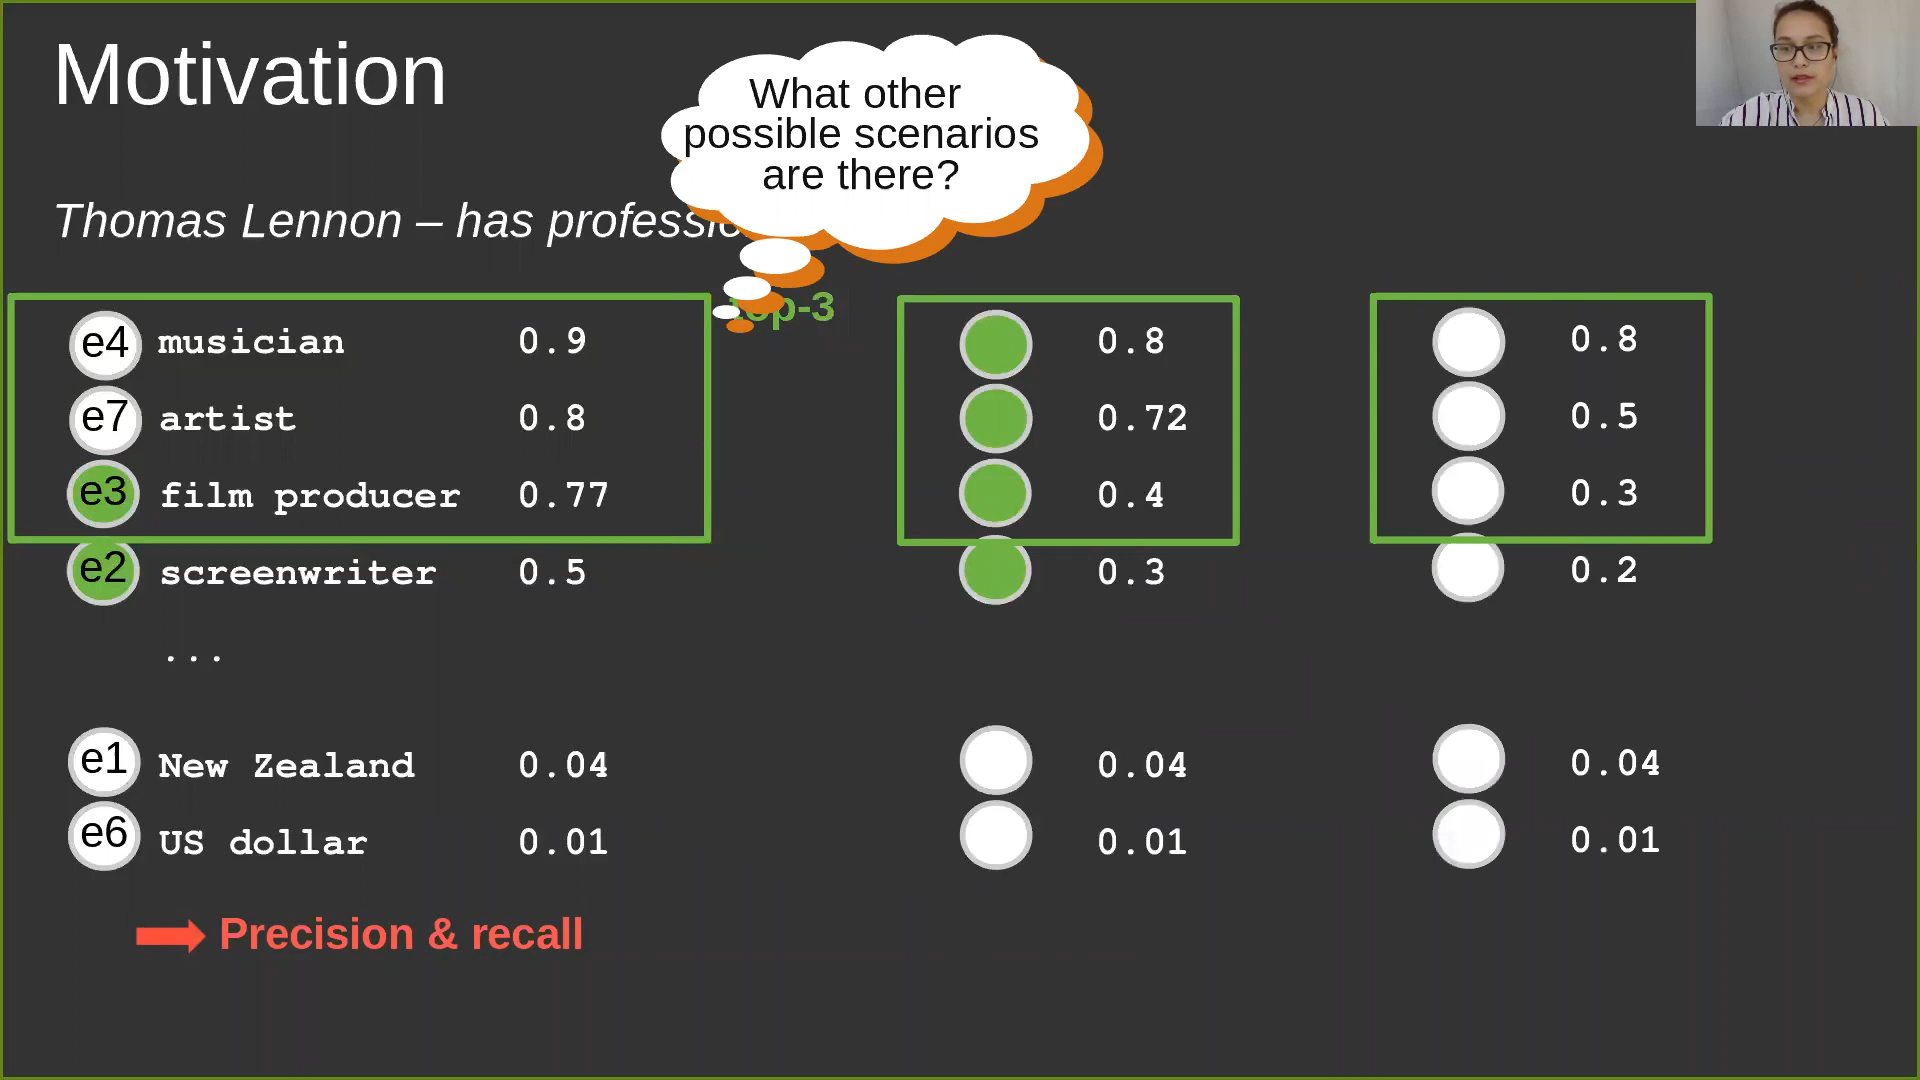 Motivation
What other
possible scenarios
are there?
Thomas Lennon – has
top-3
e4 musician 0.9 0.8 0.8
e7 artist 0.8 0.72 0.5
e3 film producer 0.77 0.4 0.3
e2 screenwriter 0.5 0.3 0.2
...
e1 New Zealand 0.04 0.04 0.04
e6 US dollar 0.01 0.01 0.01
Precision & recall